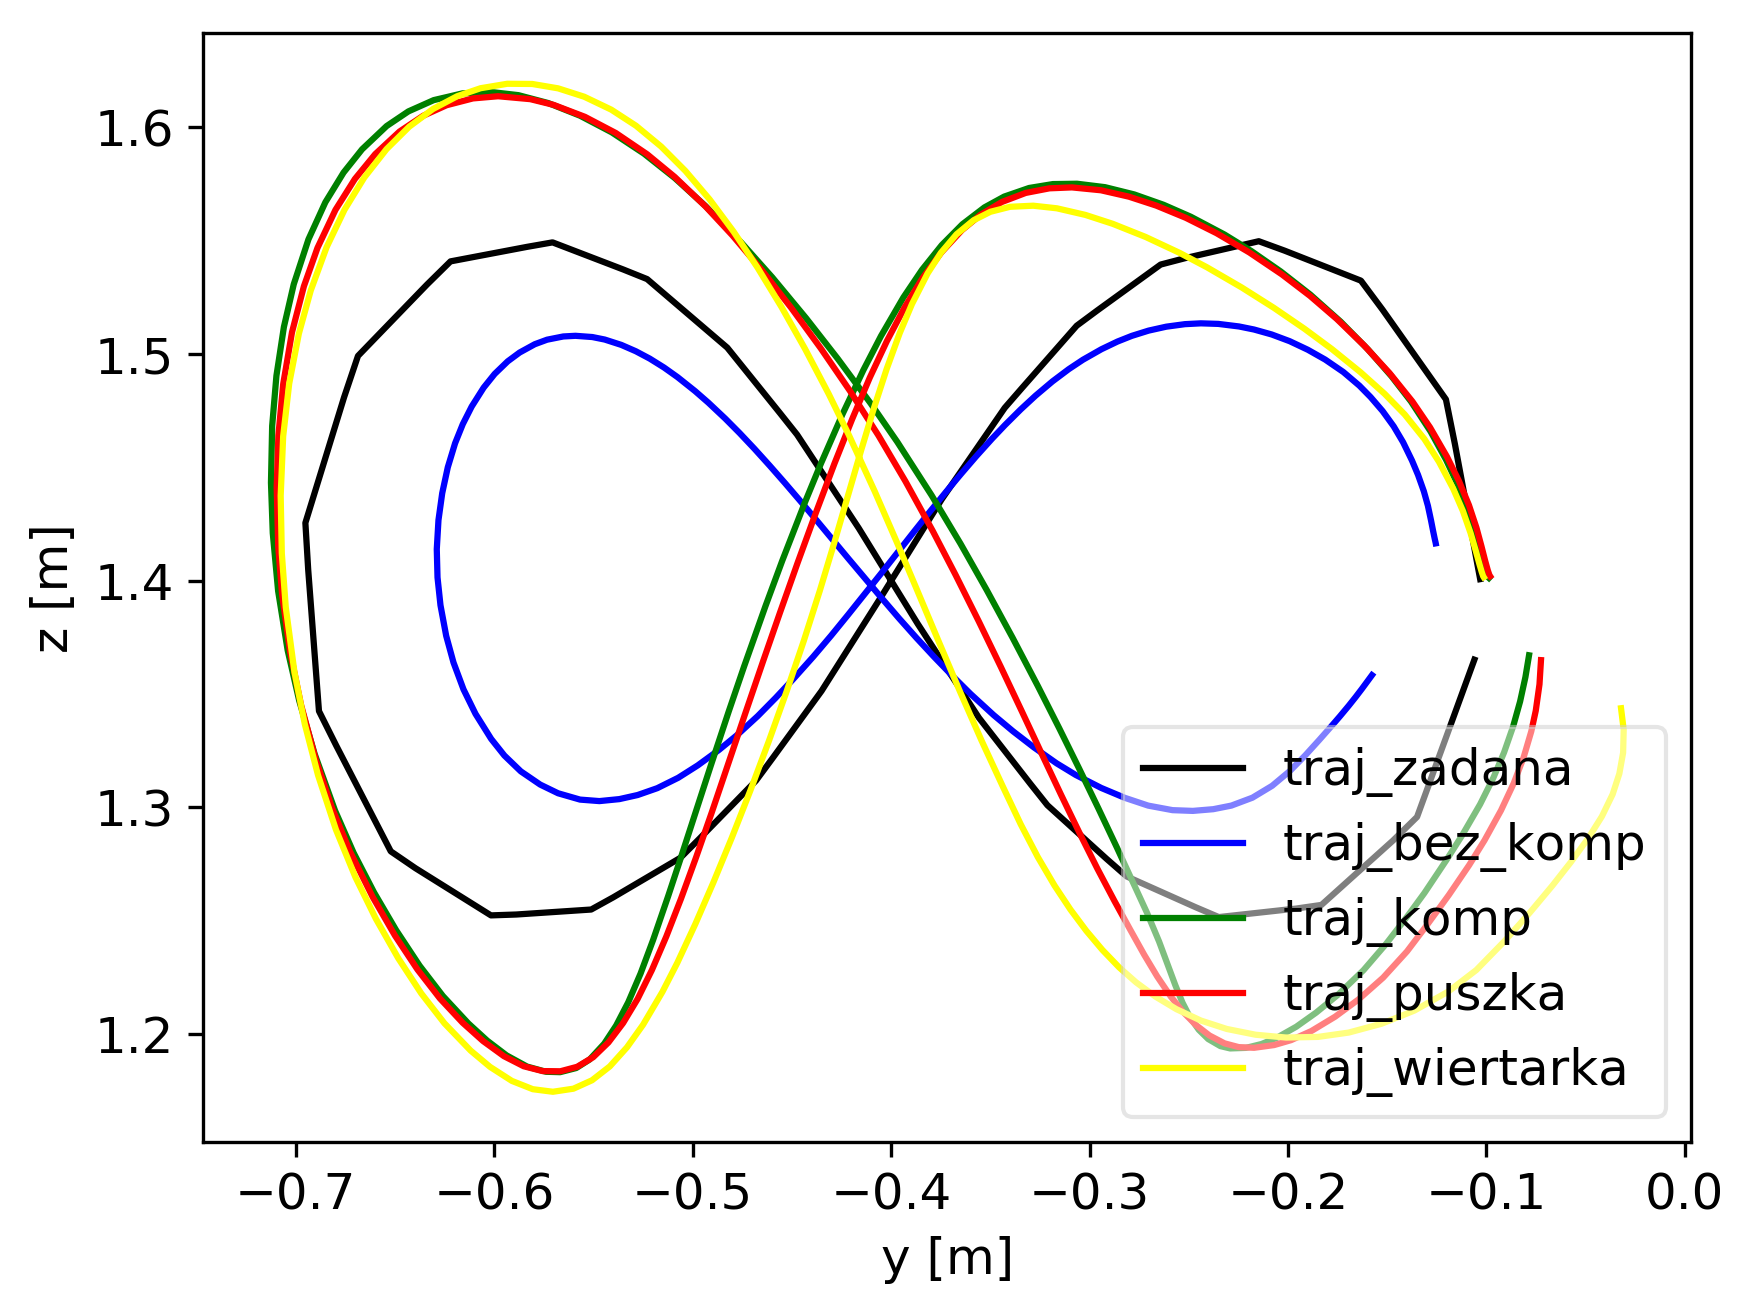 z [m]
1.6
1.5
1.4
1.3
1.2
traj_zadana
traj_bez_komp
traj_komp
traj_puszka
traj_wiertarka
−0.7 −0.6 −0.5 −0.4 −0.3 −0.2 −0.1 0.0
y [m]